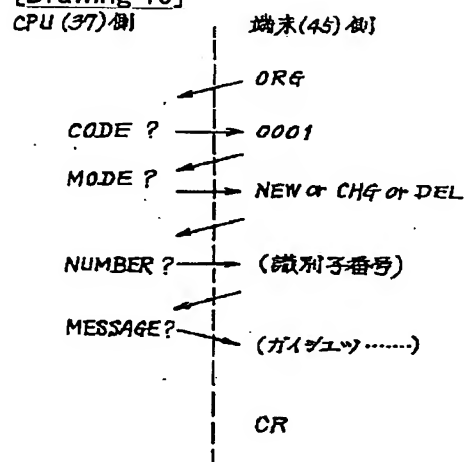 [Drawing 10]
CPU (37) 側 端末(45) 側
ORG
CODE ? 0001
MODE ?
NEW or CHG or DEL
NUMBER ? (識別子番号)
MESSAGE?
(ガイシュツ.......)
CR